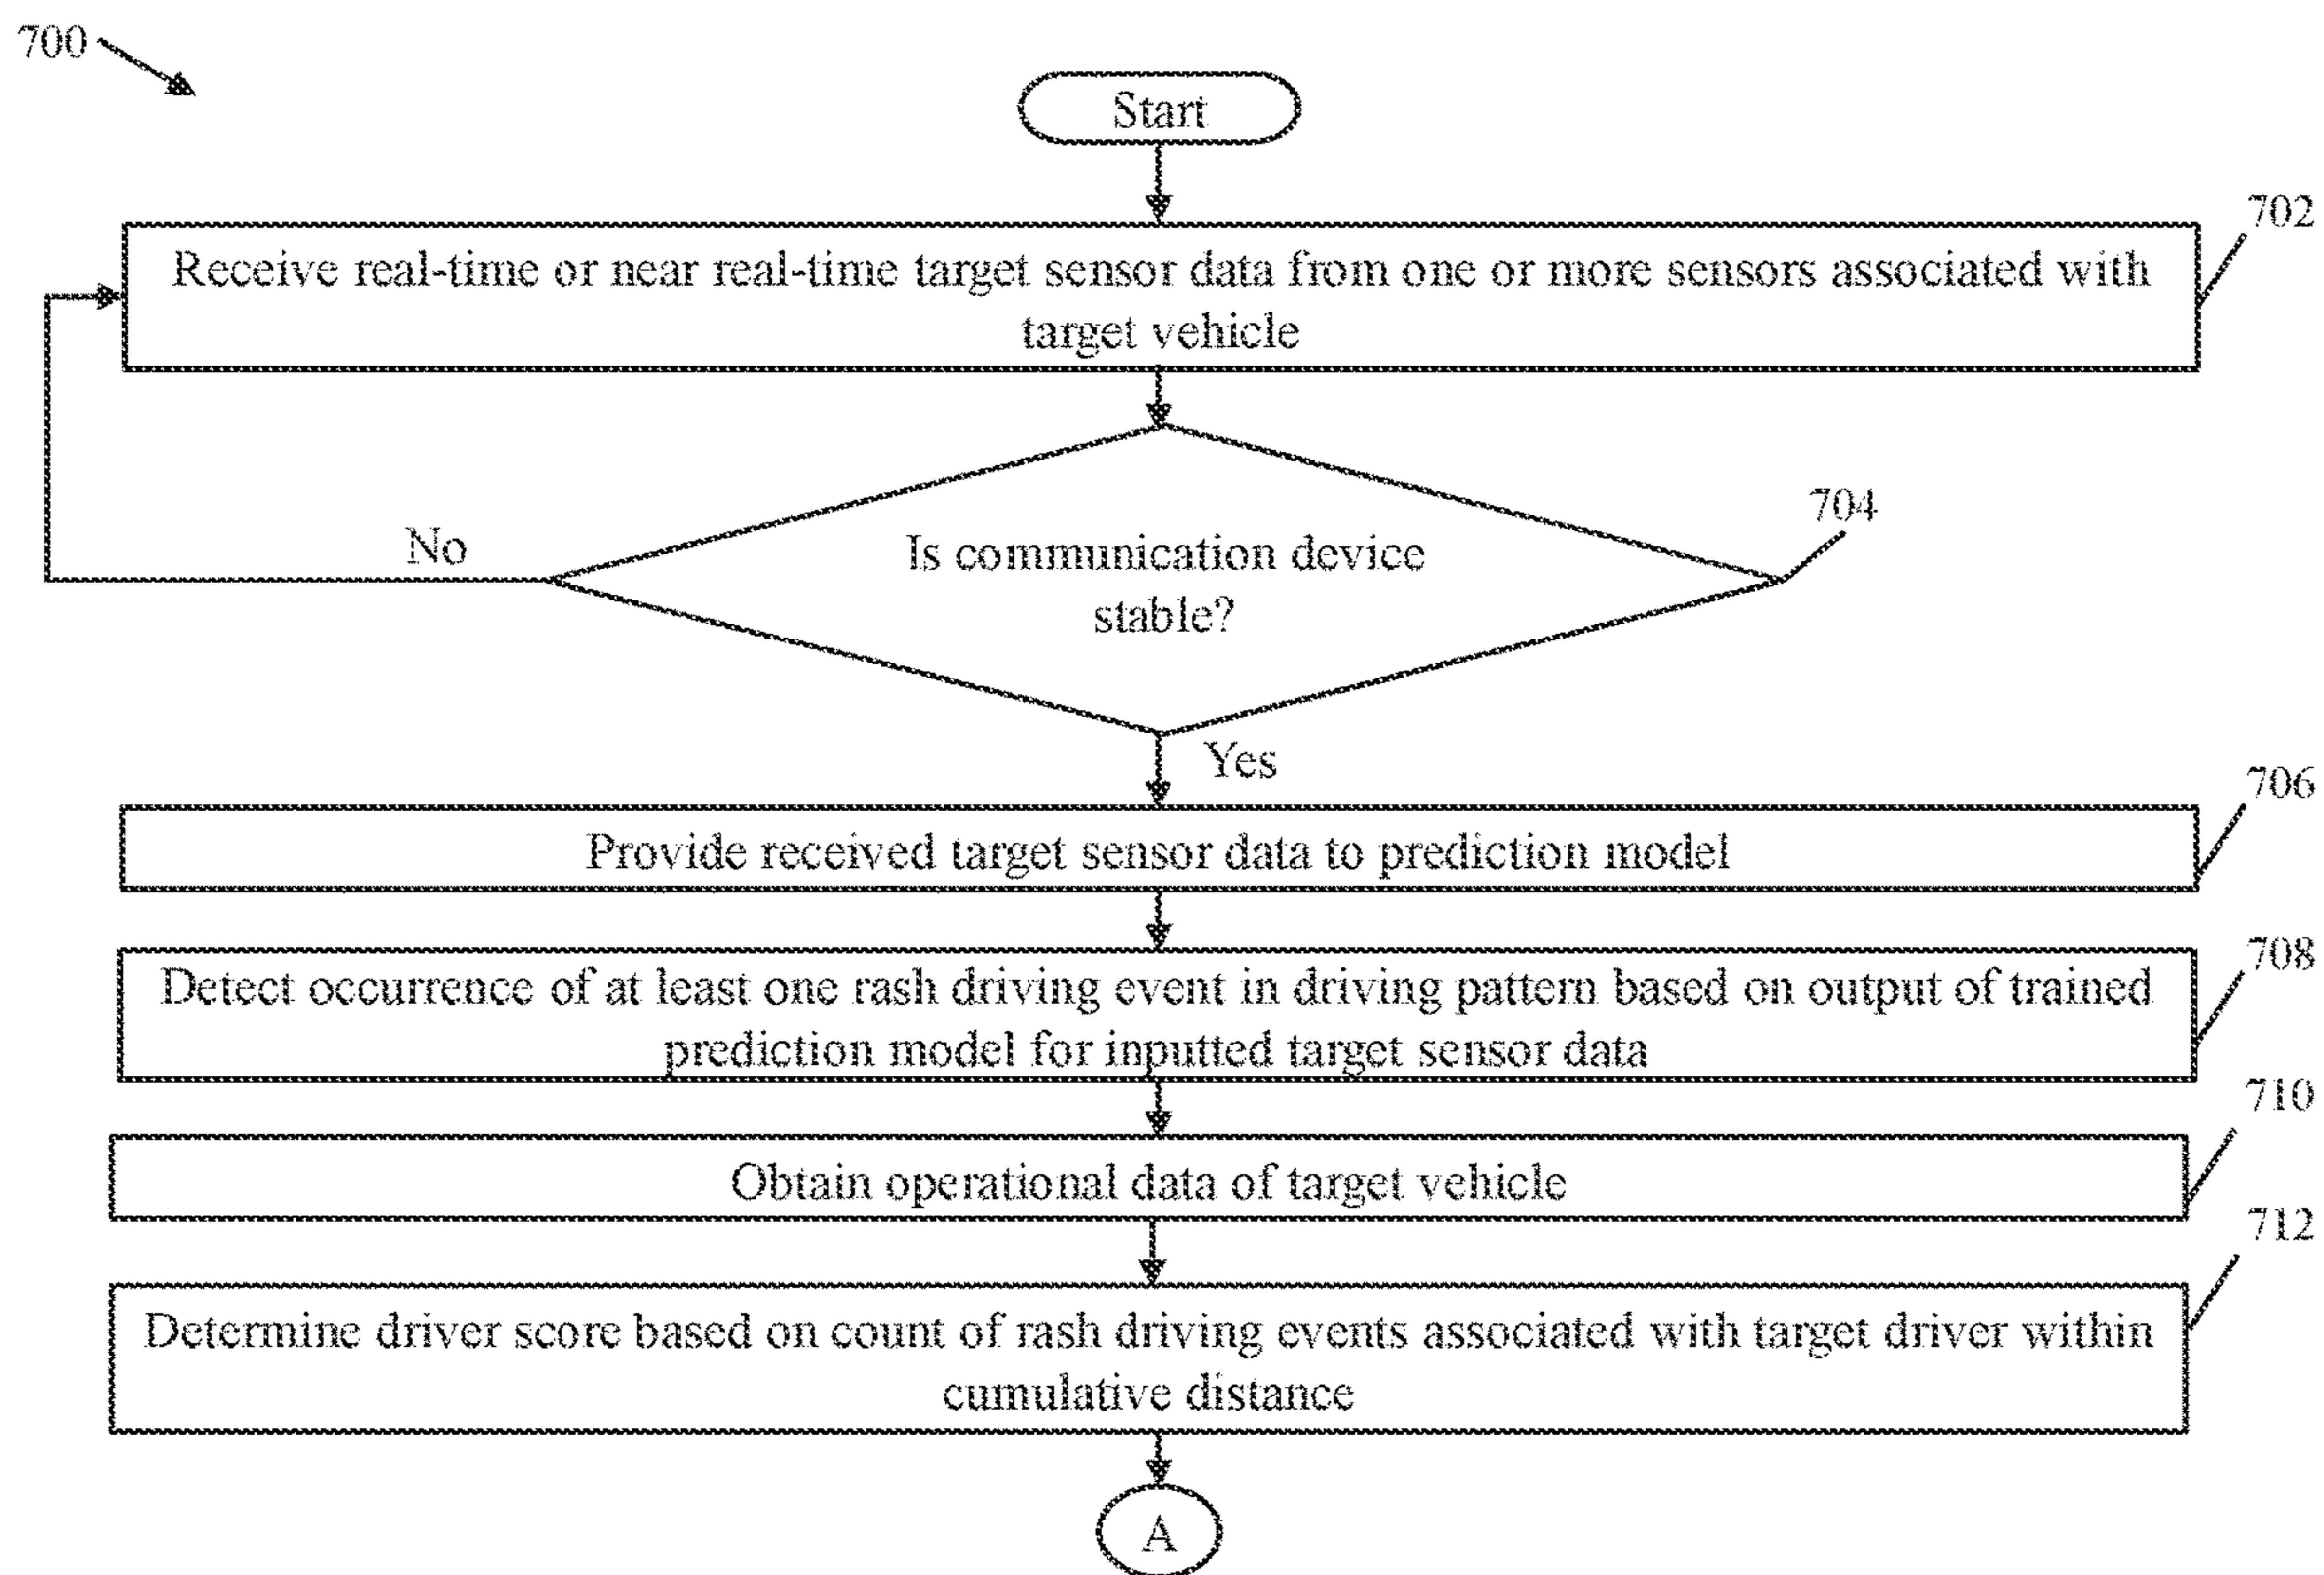 700
Start
702
Receive real-time or near real-time target sensor data from one or more sensors associated with
target vehicle
704
No
Is communication device
stable?
Yes
706
Provide received target sensor data to prediction model
708
Detect occurrence of at least one rash driving event in driving pattern based on output of trained
prediction model for inputted target sensor data
710
Obtain operational data of target vehicle
712
Determine driver score based on count of rash driving events associated with target driver within
cumulative distance
A